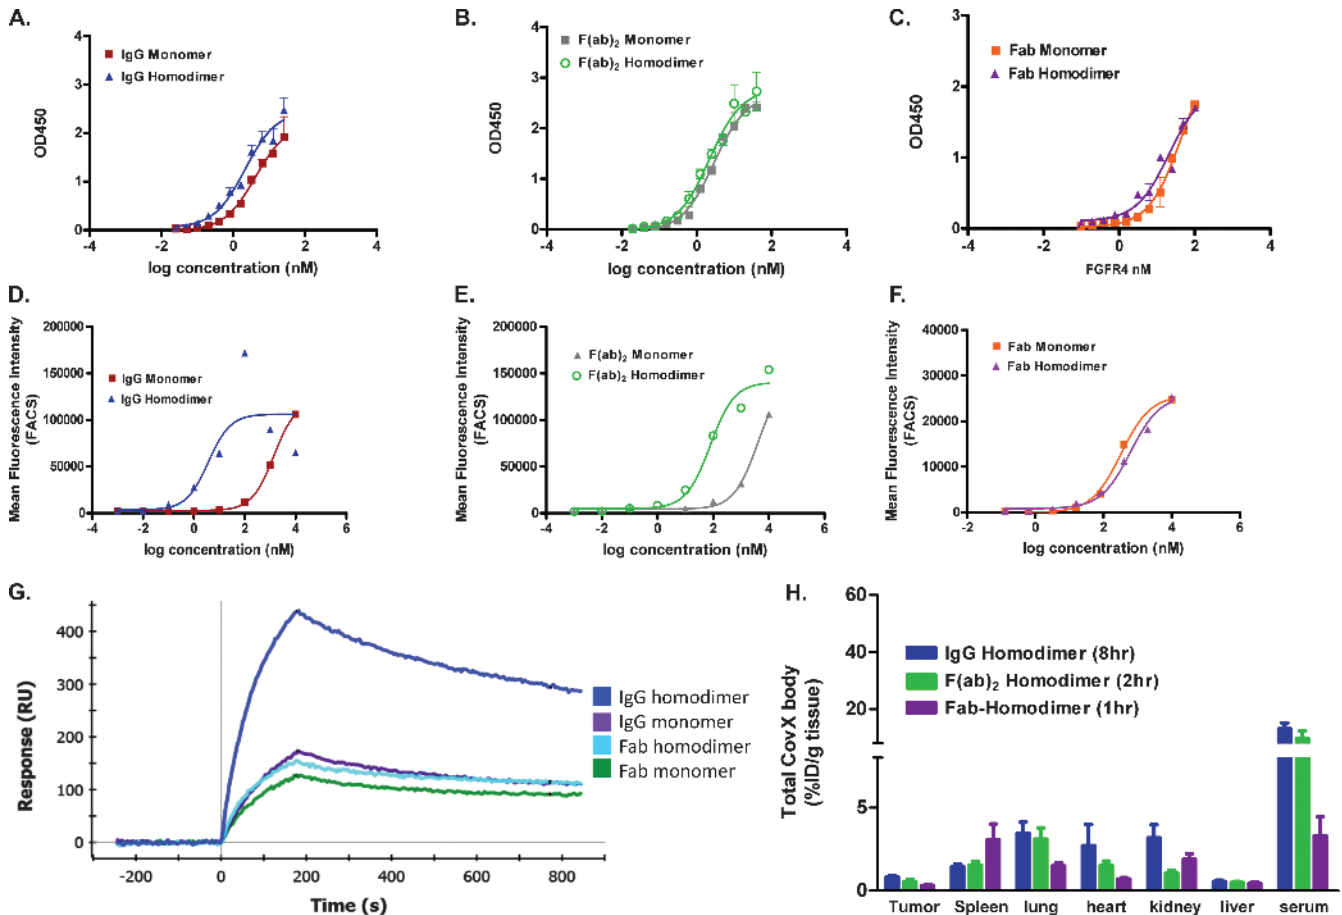 A.
IgG Monomer
IgG Homodimer
OD450
4
3
2
1
0
-4 -2 0 2 4
log concentration (nM)
B.
F(ab)2 Monomer
F(ab)2 Homodimer
OD450
4
3
2
1
0
-4 -2 0 2 4
log concentration (nM)
C.
Fab Monomer
Fab Homodimer
OD450
3
2
1
0
-4 -2 0 2 4
FGFR4 nM
D.
Mean Fluorescence Intensity
(FACS)
200000
150000
100000
50000
0
IgG Monomer
IgG Homodimer
-4 -2 0 2 4 6
log concentration (nM)
E.
Mean Fluorescence Intensity
(FACS)
200000
150000
100000
50000
0
F(ab)2 Monomer
F(ab)2 Homodimer
-4 -2 0 2 4 6
log concentration (nM)
F.
Mean Fluorescence Intensity
(FACS)
40000
30000
20000
10000
0
Fab Monomer
Fab Homodimer
-2 0 2 4 6
log concentration (nM)
G.
Response (RU)
400
300
200
100
0
IgG homodimer
IgG monomer
Fab homodimer
Fab monomer
-200 0 200 400 600 800
Time (s)
H.
Total CovX body
(%ID/g tissue)
60
40
20
5
0
IgG Homodimer (8hr)
F(ab)2 Homodimer (2hr)
Fab-Homodimer (1hr)
Tumor Spleen lung heart kidney liver serum